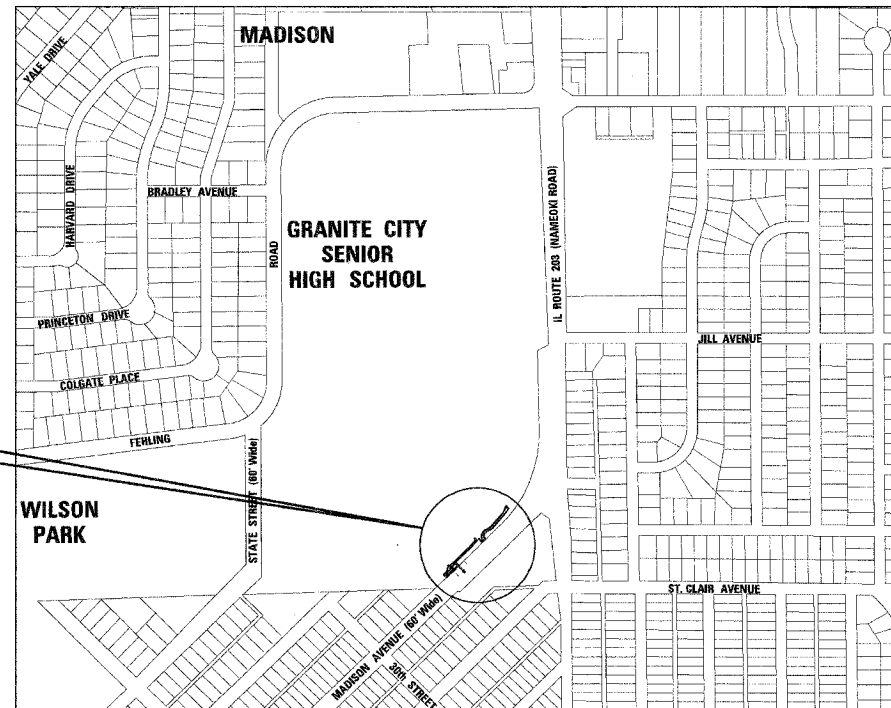 MADISON
YALE DRIVE
HARVARD DRIVE
BRADLEY AVENUE
GRANITE CITY
SENIOR
HIGH SCHOOL
ROAD
IL ROUTE 203 (NAMEOKI ROAD)
PRINCETON DRIVE
JILL AVENUE
COLGATE PLACE
FEHLING
STATE STREET (60' Wide)
WILSON
PARK
ST. CLAIR AVENUE
MADISON AVENUE (60' Wide)
30th STREET